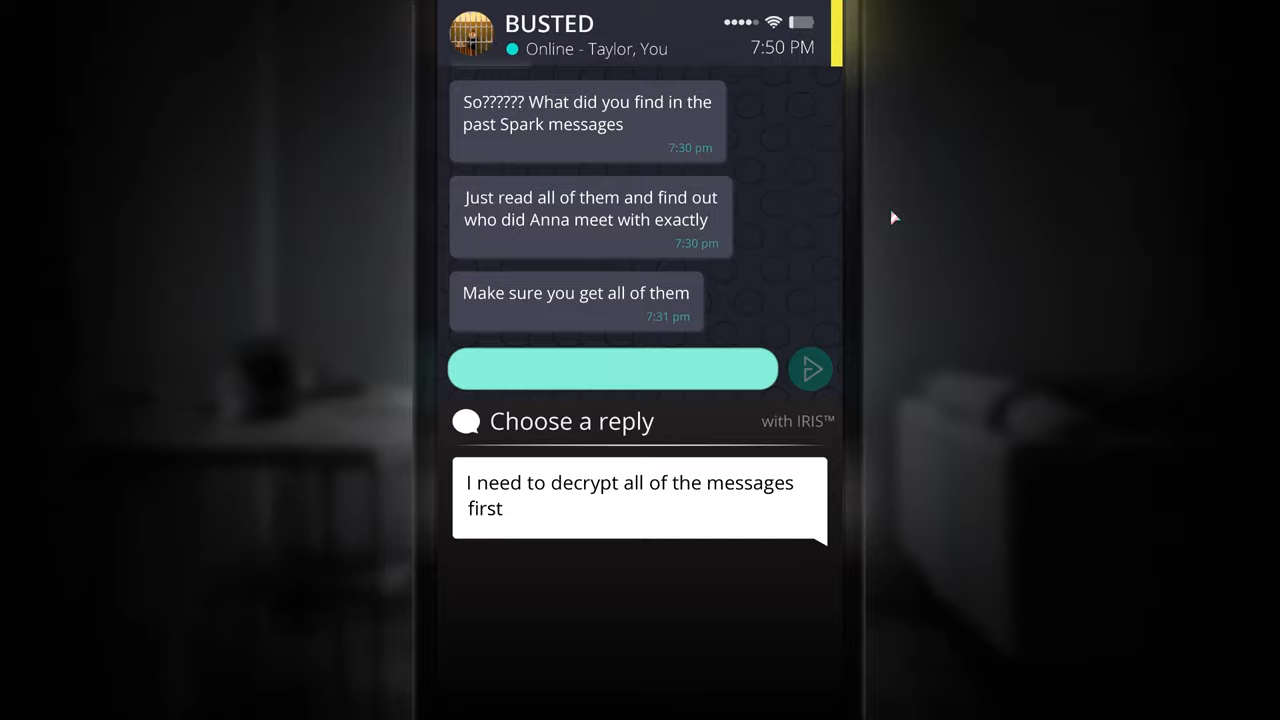 BUSTED
Online - Taylor, You
7:50 PM
So?????? What did you find in the
past Spark messages
7:30 pm
Just read all of them and find out
who did Anna meet with exactly
7:30 pm
Make sure you get all of them
7:31 pm
Choose a reply
with IRIS™
I need to decrypt all of the messages
first